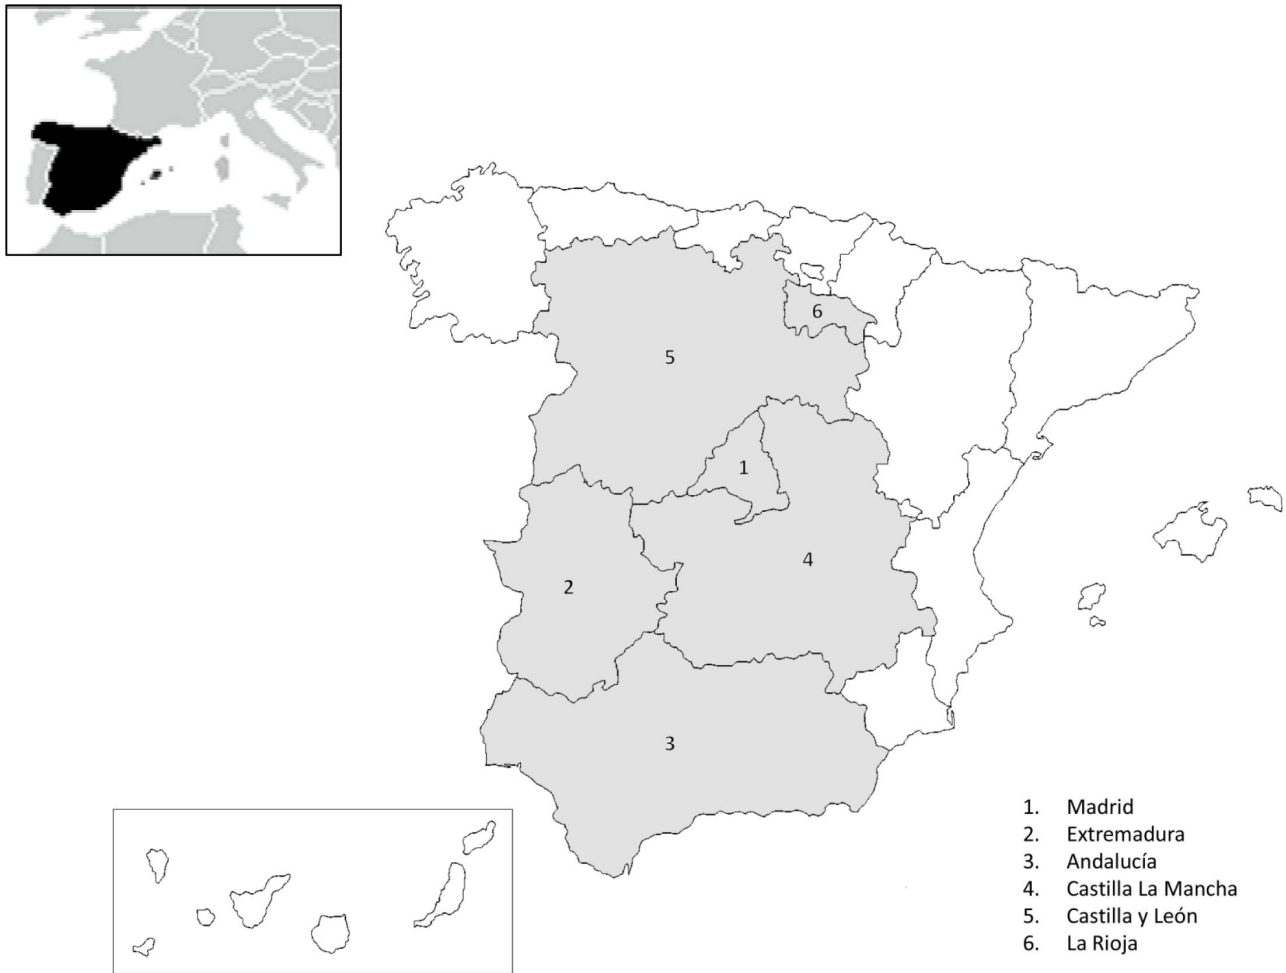 6
5
1
4
2
3
1. Madrid
2. Extremadura
3. Andalucía
4. Castilla La Mancha
5. Castilla y León
6. La Rioja